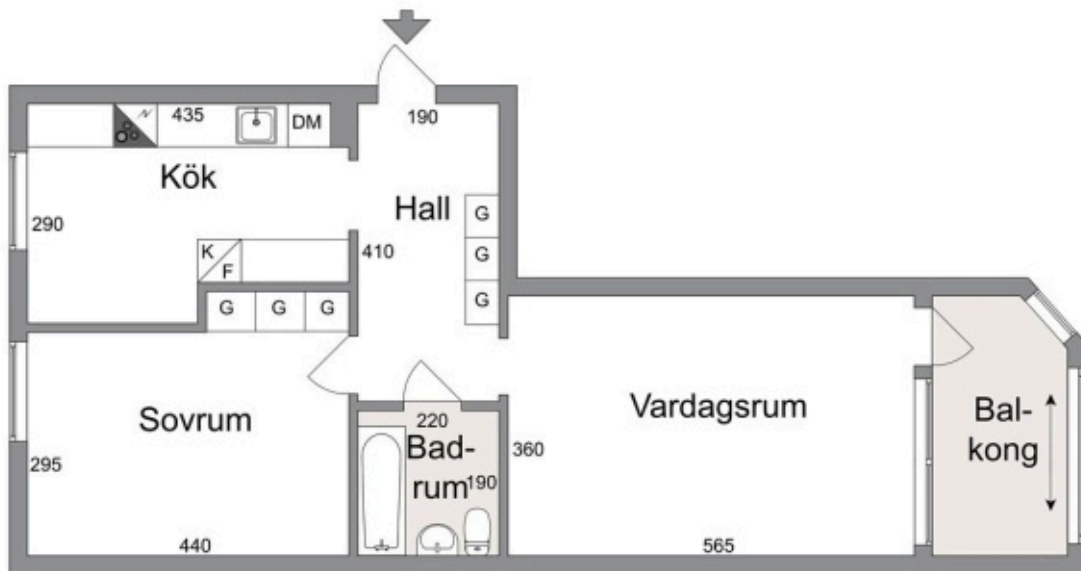 435
DM
190
Kök
Hall
G
290
K
F
410
G
G
G
G
G
Sovrum
Vardagsrum
220
Bad-
rum
190
360
295
440
565
Bal-
kong